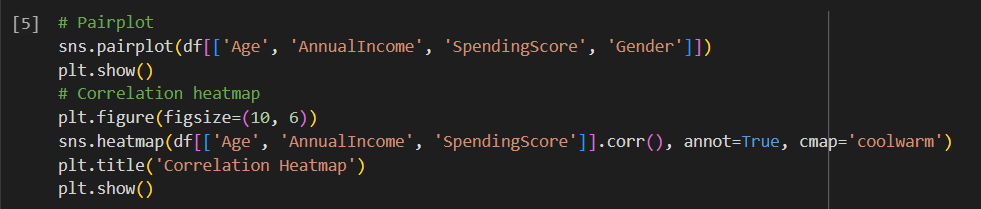 [5] # Pairplot
sns.pairplot(df[['Age', 'AnnualIncome', 'SpendingScore', 'Gender']])
plt.show()
# Correlation heatmap
plt.figure(figsize=(10, 6))
sns.heatmap(df[['Age', 'AnnualIncome', 'SpendingScore']].corr(), annot=True, cmap='coolwarm')
plt.title('Correlation Heatmap')
plt.show()